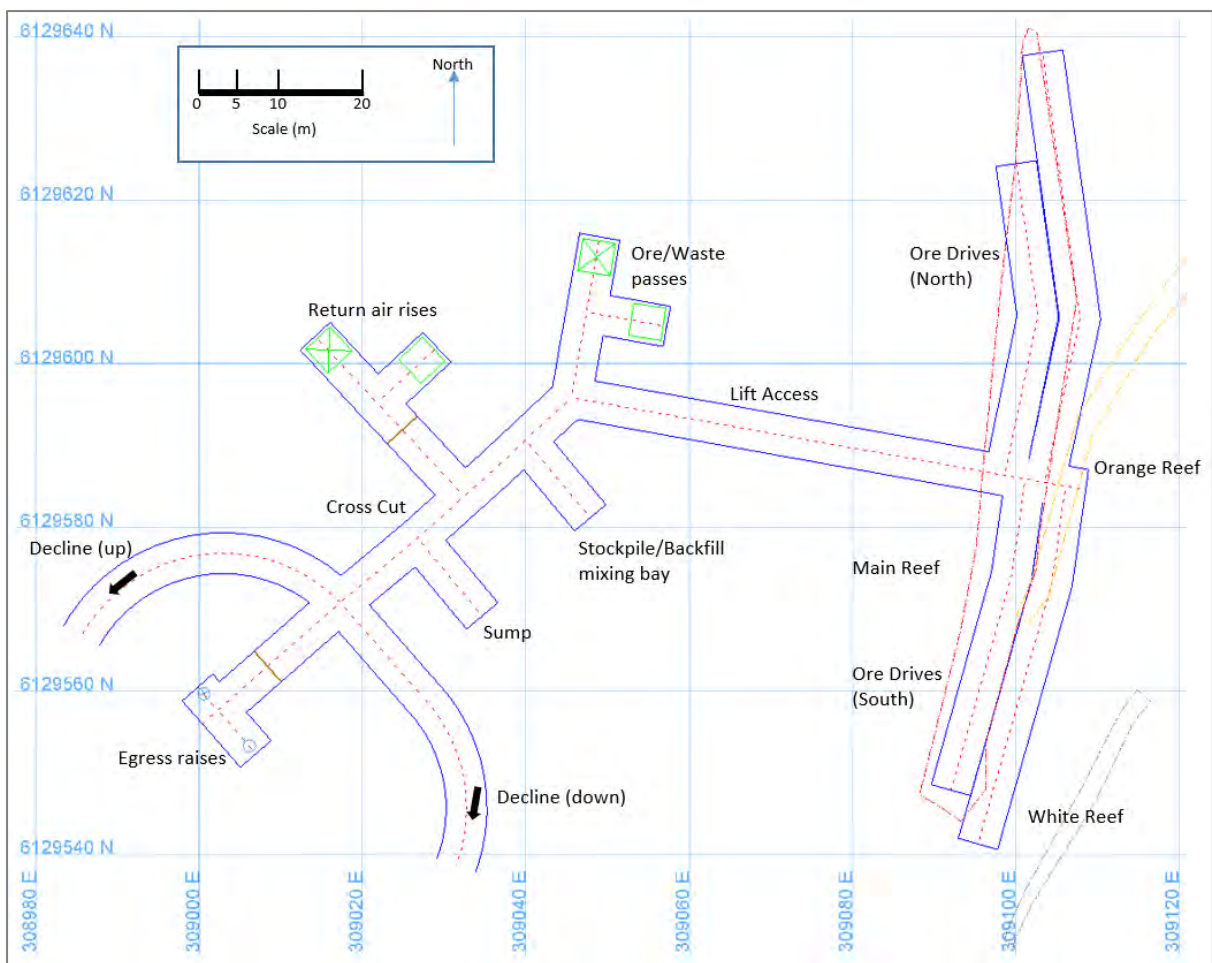 6129640 N
North
0 5 10 20
Scale (m)
6129620 N
Ore/Waste
passes
Ore Drives
(North)
Return air rises
6129600 N
Lift Access
Orange Reef
Cross Cut
6129580 N
Decline (up)
Stockpile/Backfill
mixing bay
Main Reef
Sump
6129560 N
Ore Drives
(South)
Egress raises
Decline (down)
White Reef
6129540 N
308980 E
309000 E
309020 E
309040 E
309060 E
309080 E
309100 E
309120 E